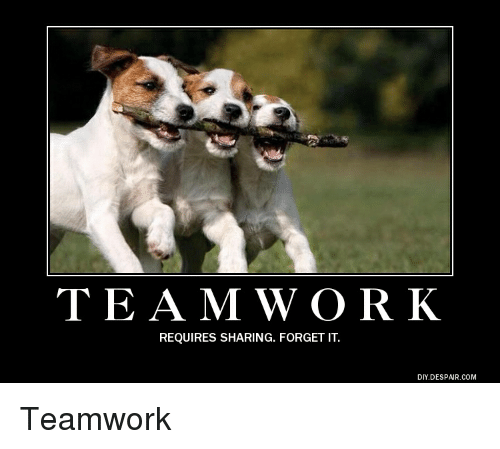 TEAMWORK
REQUIRES SHARING. FORGET IT.
DIY.DESPAIR.COM
Teamwork